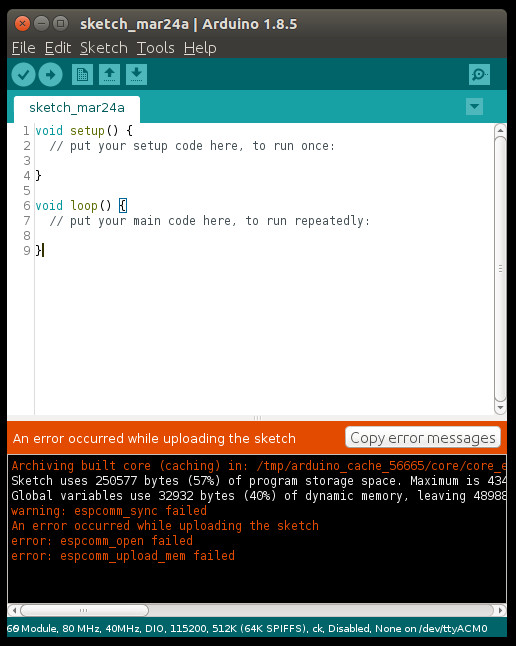 sketch_mar24a | Arduino 1.8.5
File Edit Sketch Tools Help
sketch_mar24a
1 void setup() {
2 // put your setup code here, to run once:
3
4 }
5
6 void loop() {
7 // put your main code here, to run repeatedly:
8
9 }
An error occurred while uploading the sketch
Copy error messages
Archiving built core (caching) in: /tmp/arduino_cache_56665/core/core_e
Sketch uses 250577 bytes (57%) of program storage space. Maximum is 434
Global variables use 32932 bytes (40%) of dynamic memory, leaving 48988
warning: espcomm_sync failed
An error occurred while uploading the sketch
error: espcomm_open failed
error: espcomm_upload_mem failed
Module, 80 MHz, 40MHz, DIO, 115200, 512K (64K SPIFFS), ck, Disabled, None on /dev/ttyACM0